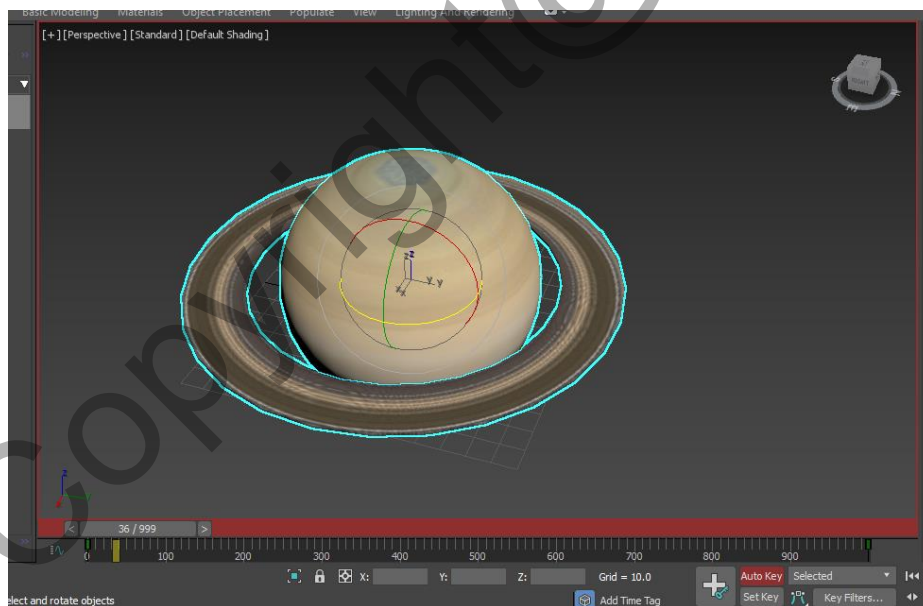 Basic Modeling Materials Object Placement Populate View Lighting And Rendering
[+] [Perspective] [Standard] [Default Shading]
RIGHT
z
z
y y
x x
z
x
< 36 / 999 >
0 100 200 300 400 500 600 700 800 900
X: Y: Z: Grid = 10.0 Auto Key Selected
elect and rotate objects Add Time Tag Set Key Key Filters...
Copyright©